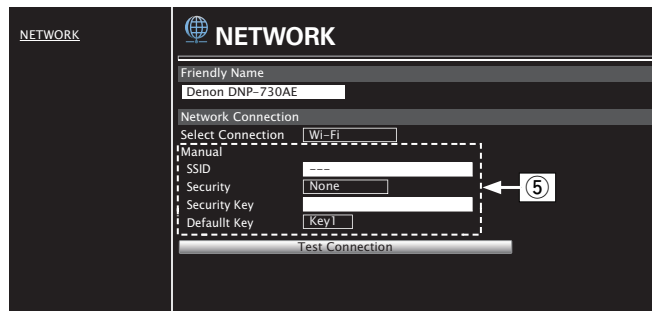 NETWORK
NETWORK
Friendly Name
Denon DNP-730AE
Network Connection
Select Connection Wi-Fi
Manual
SSID ---
Security None
Security Key
Defaullt Key Key1
⑤
Test Connection